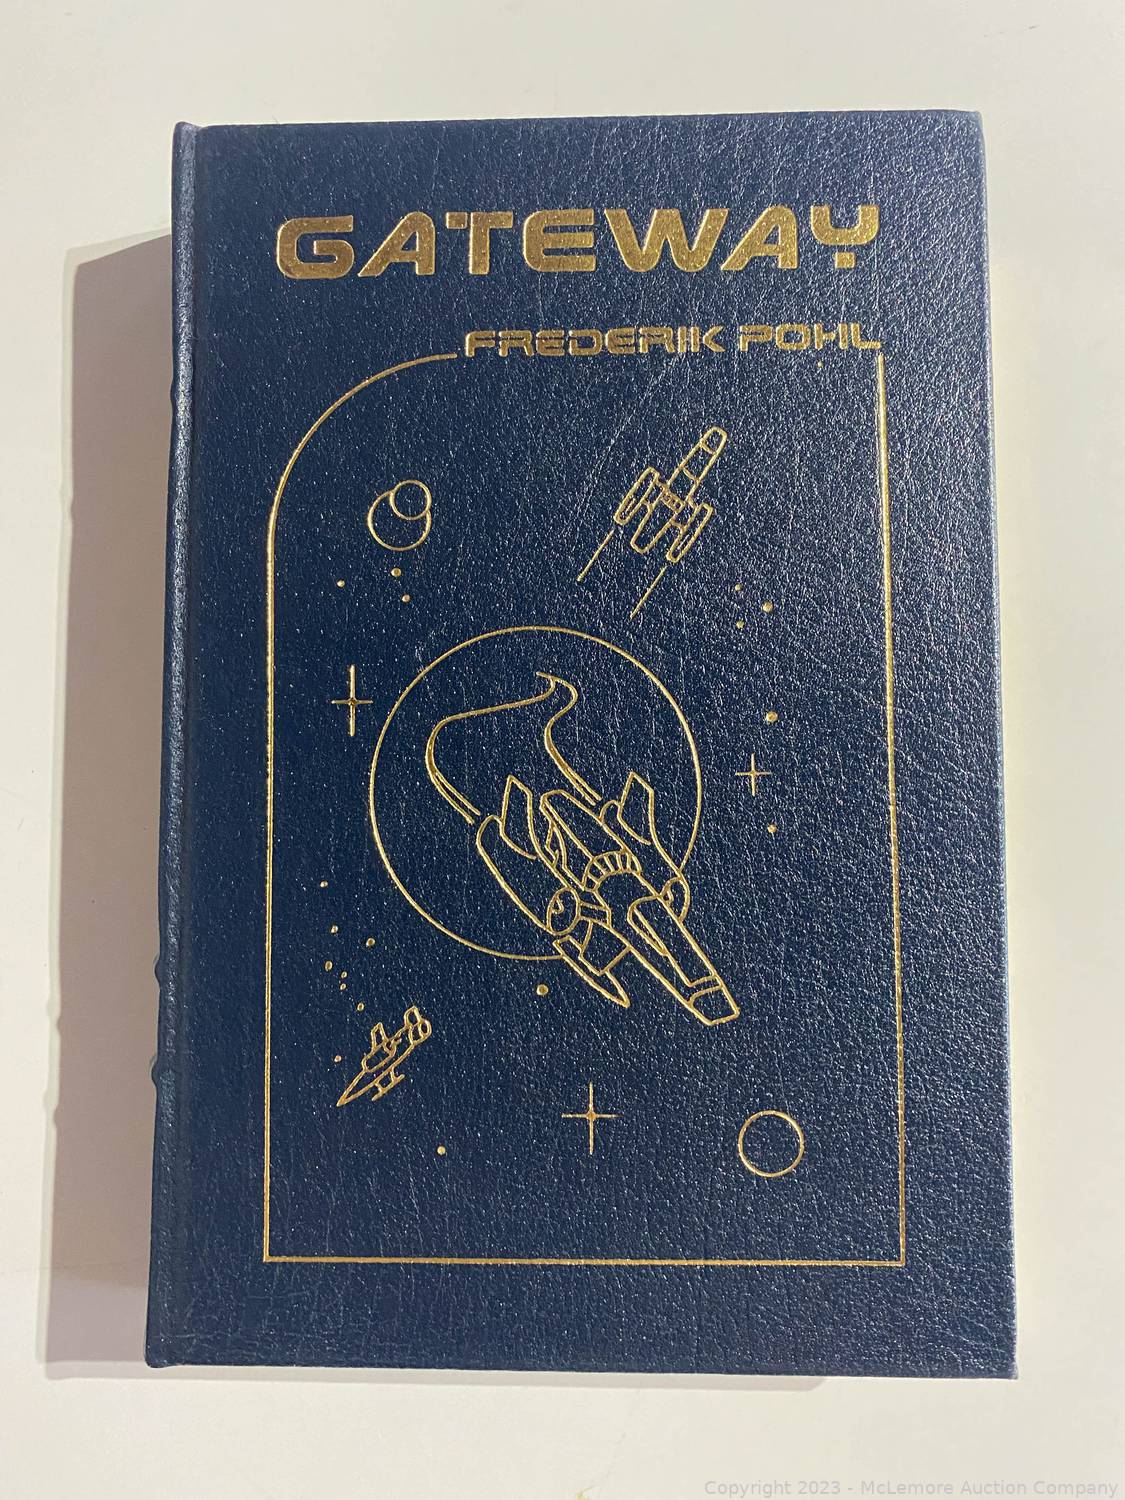 GATEWAY
FREDERIK POHL
Copyright 2023 - McLemore Auction Company